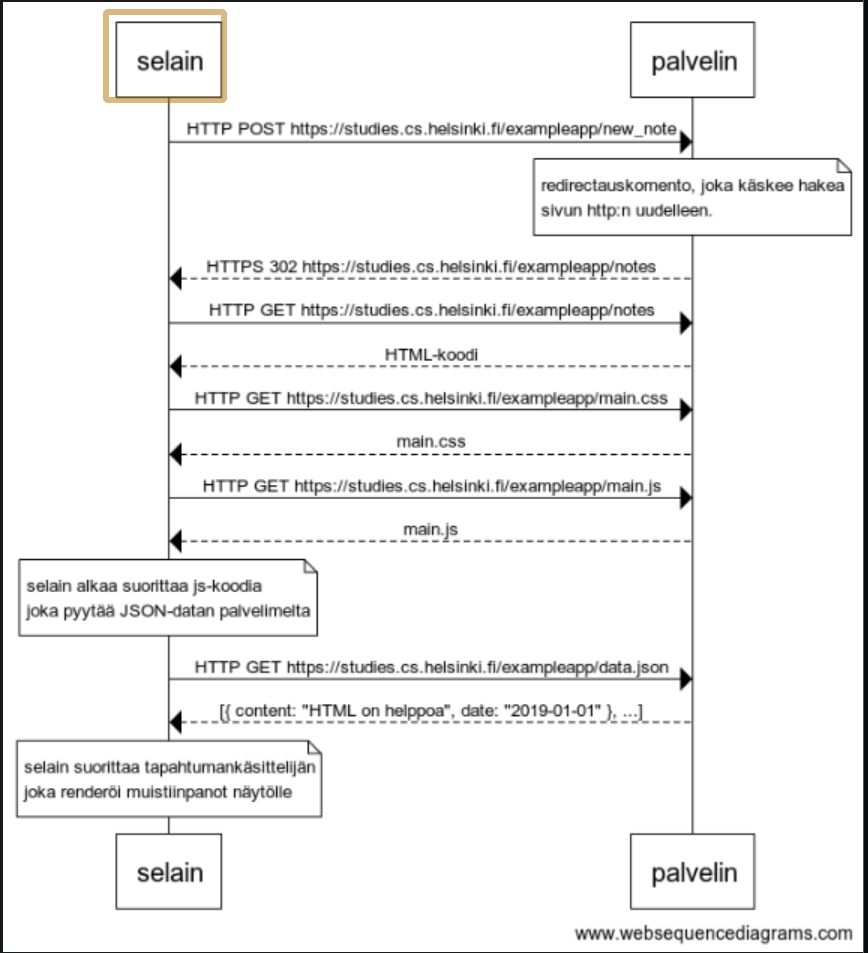 selain
palvelin
HTTP POST https://studies.cs.helsinki.fi/exampleapp/new_note
redirectauskomento, joka käskee hakea
sivun http:n uudelleen.
HTTPS 302 https://studies.cs.helsinki.fi/exampleapp/notes
HTTP GET https://studies.cs.helsinki.fi/exampleapp/notes
HTML-koodi
HTTP GET https://studies.cs.helsinki.fi/exampleapp/main.css
main.css
HTTP GET https://studies.cs.helsinki.fi/exampleapp/main.js
main.js
selain alkaa suorittaa js-koodia
joka pyytää JSON-datan palvelimelta
HTTP GET https://studies.cs.helsinki.fi/exampleapp/data.json
[{ content: "HTML on helppoa", date: "2019-01-01" }, ...]
selain suorittaa tapahtumankäsittelijän
joka renderöi muistiinpanot näytölle
selain
palvelin
www.websequencediagrams.com